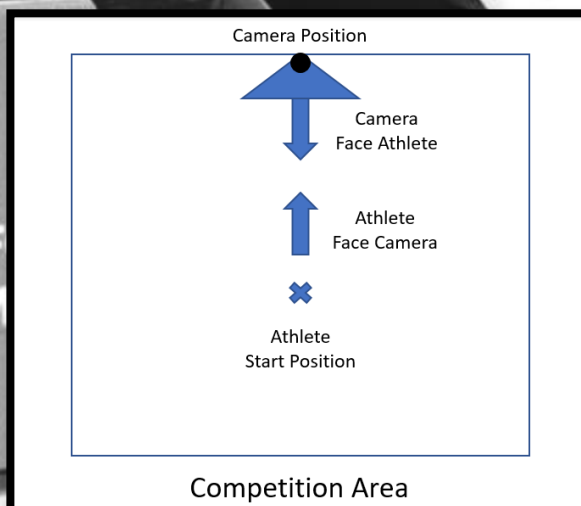 Camera Position
Camera
Face Athlete
Athlete
Face Camera
Athlete
Start Position
Competition Area